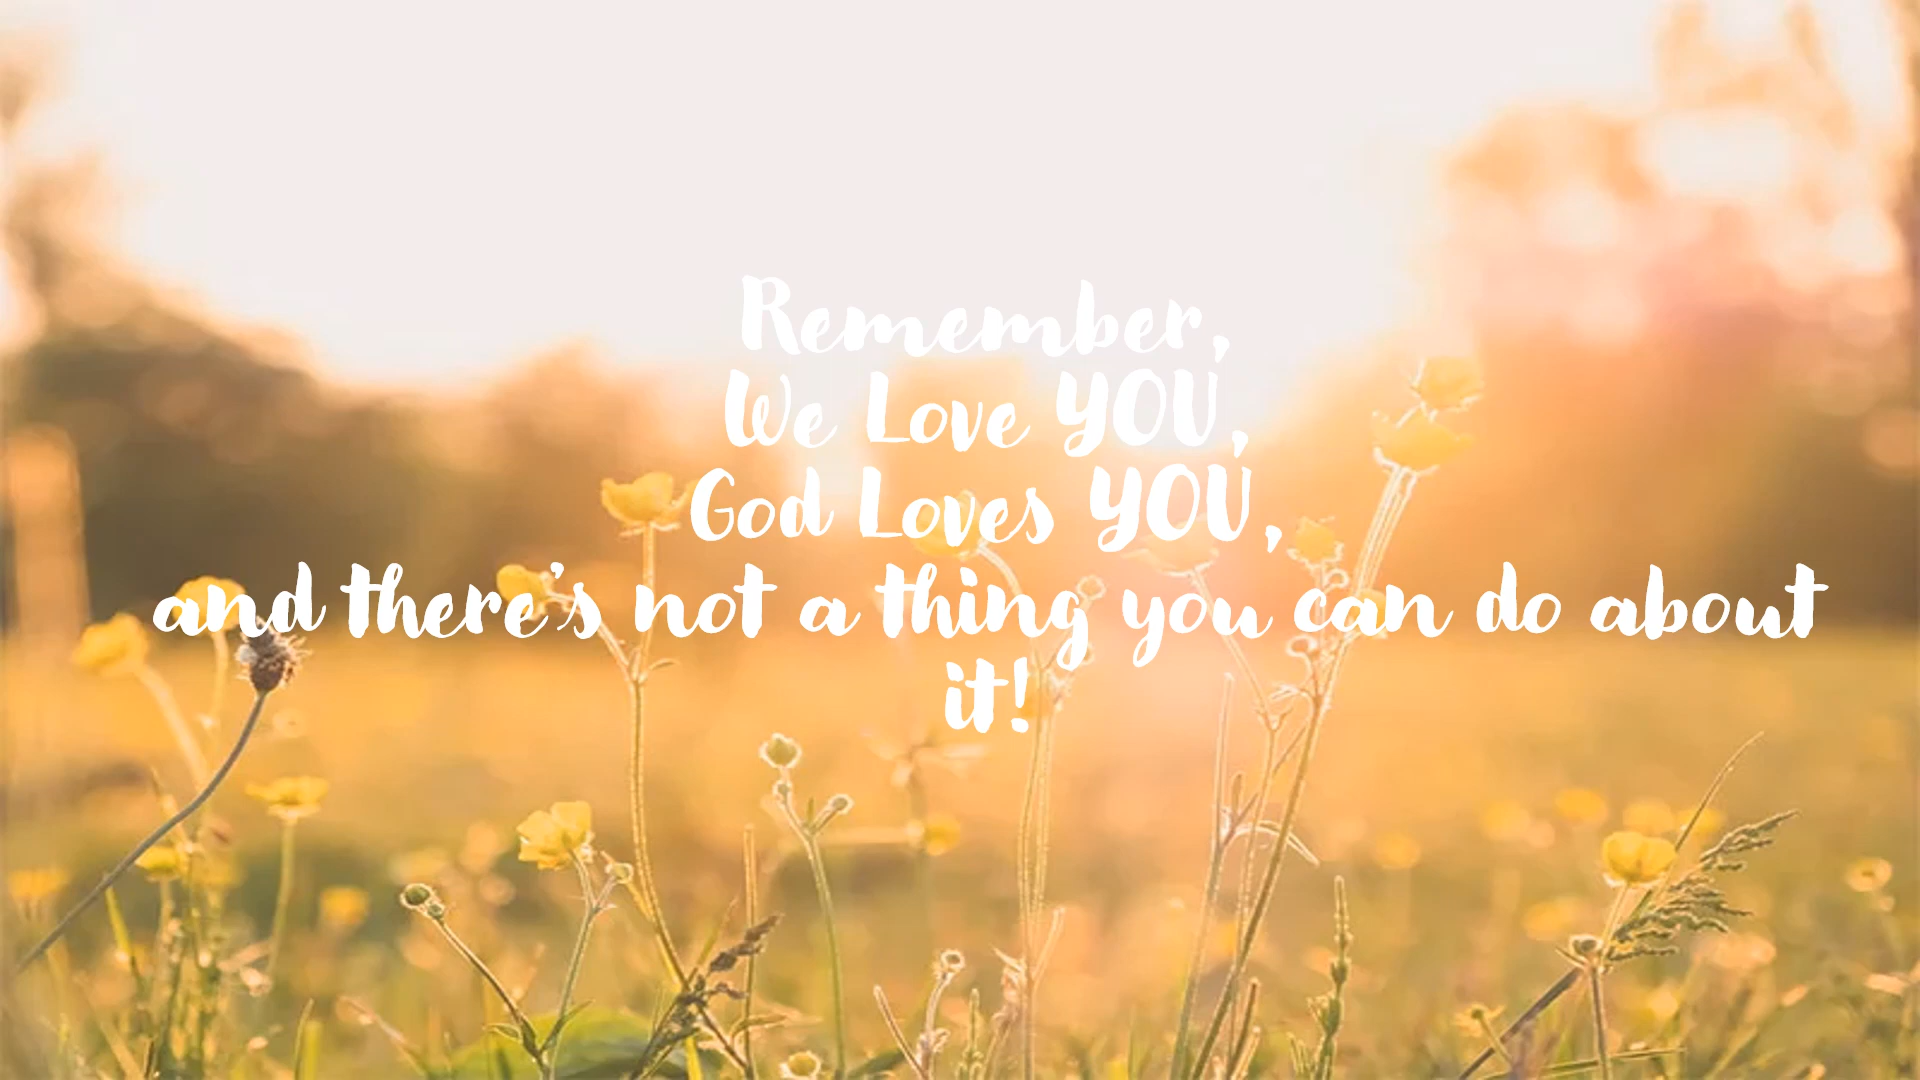 Remember,
We Love YOU,
God Loves YOU,
and there's not a thing you can do about
it!